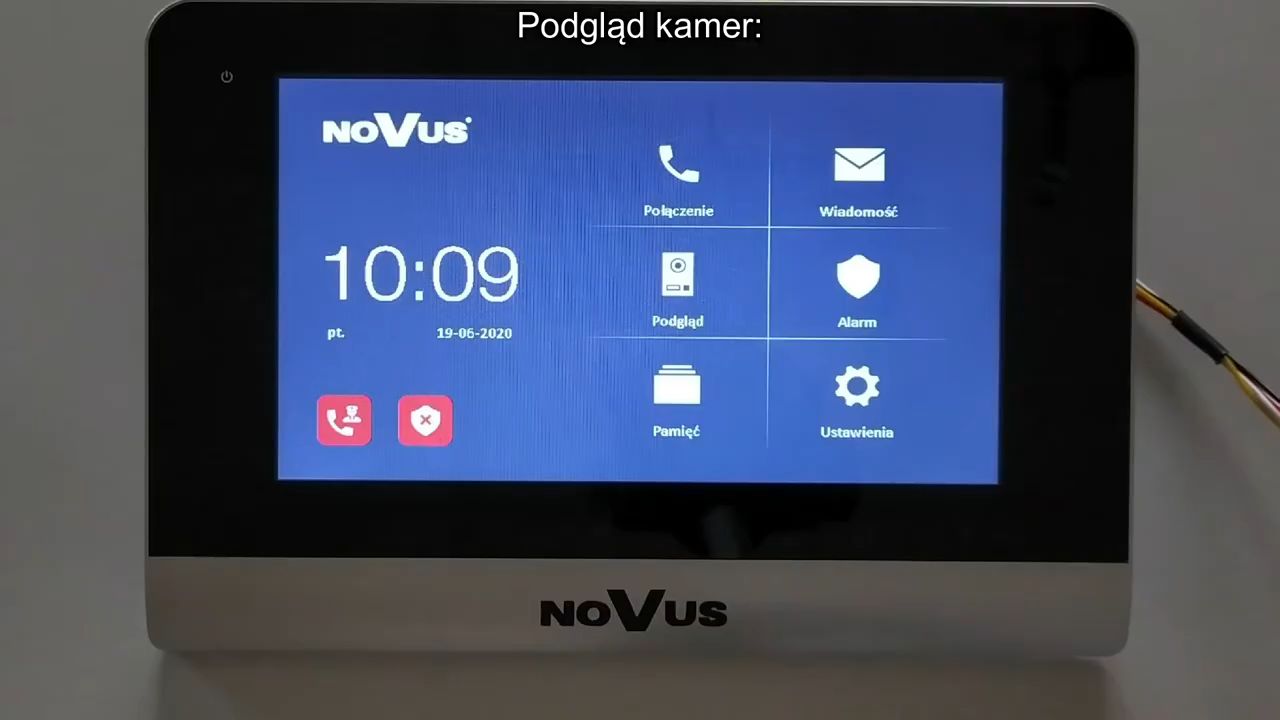 Podgląd kamer:
NOVUS
10:09
pt. 19-06-2020
Połączenie
Wiadomość
Podgląd
Alarm
Pamięć
Ustawienia
NOVUS